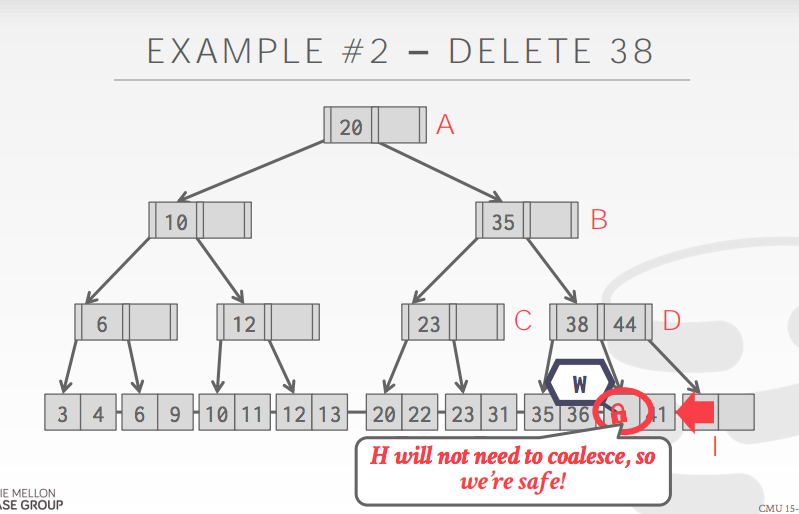 EXAMPLE #2 – DELETE 38
20 A
10 35 B
6 12 23 C 38 44 D
W
3 4 6 9 10 11 12 13 20 22 23 31 35 36 41
I
H will not need to coalesce, so
we're safe!
IE MELLON
ASE GROUP
CMU 15-